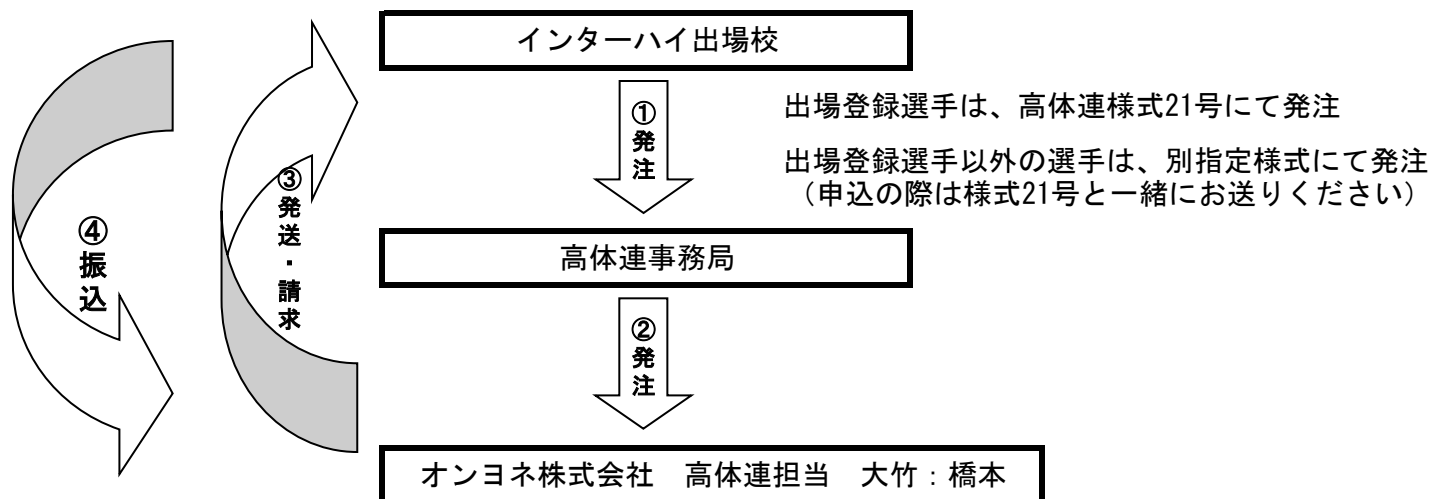 インターハイ出場校
①発注
出場登録選手は、高体連様式21号にて発注
出場登録選手以外の選手は、別指定様式にて発注
（申込の際は様式21号と一緒にお送りください）
③発送・請求
④振込
高体連事務局
②発注
オンヨネ株式会社　高体連担当　大竹：橋本